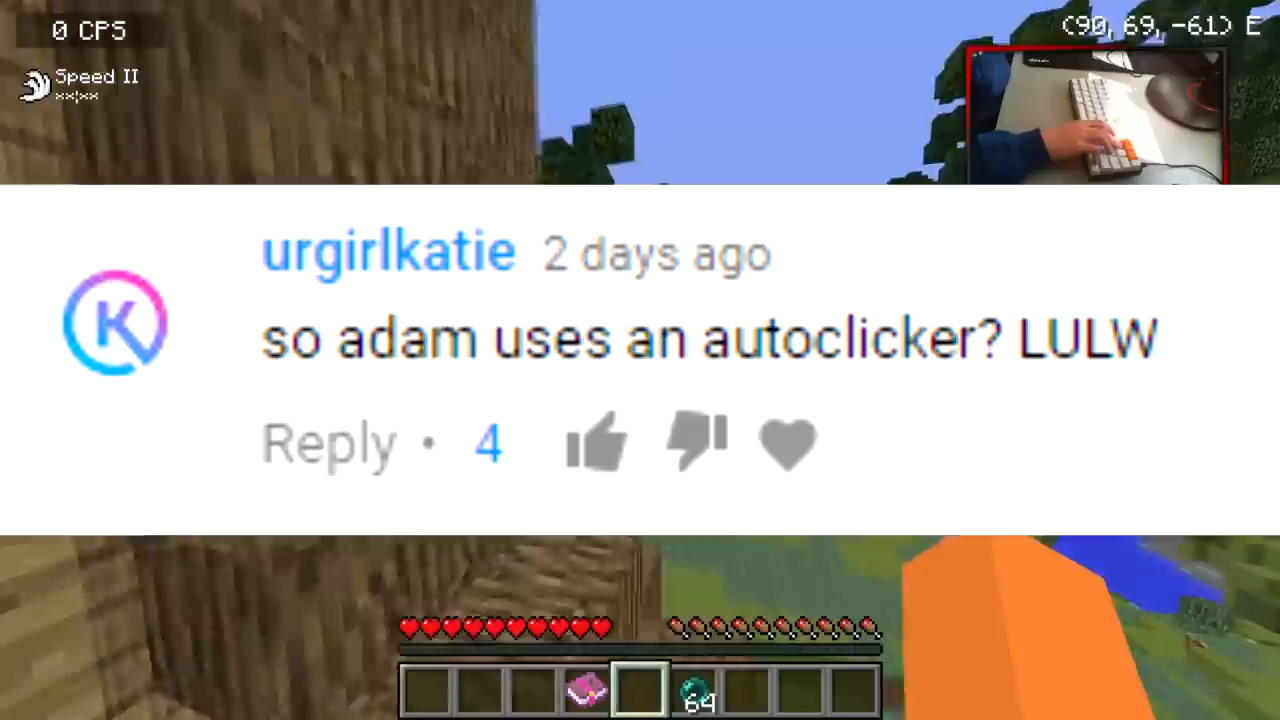 0 CPS
(90, 69, -61) E
Speed II
**:**
K
urgirlkatie 2 days ago
so adam uses an autoclicker? LULW
Reply • 4
64